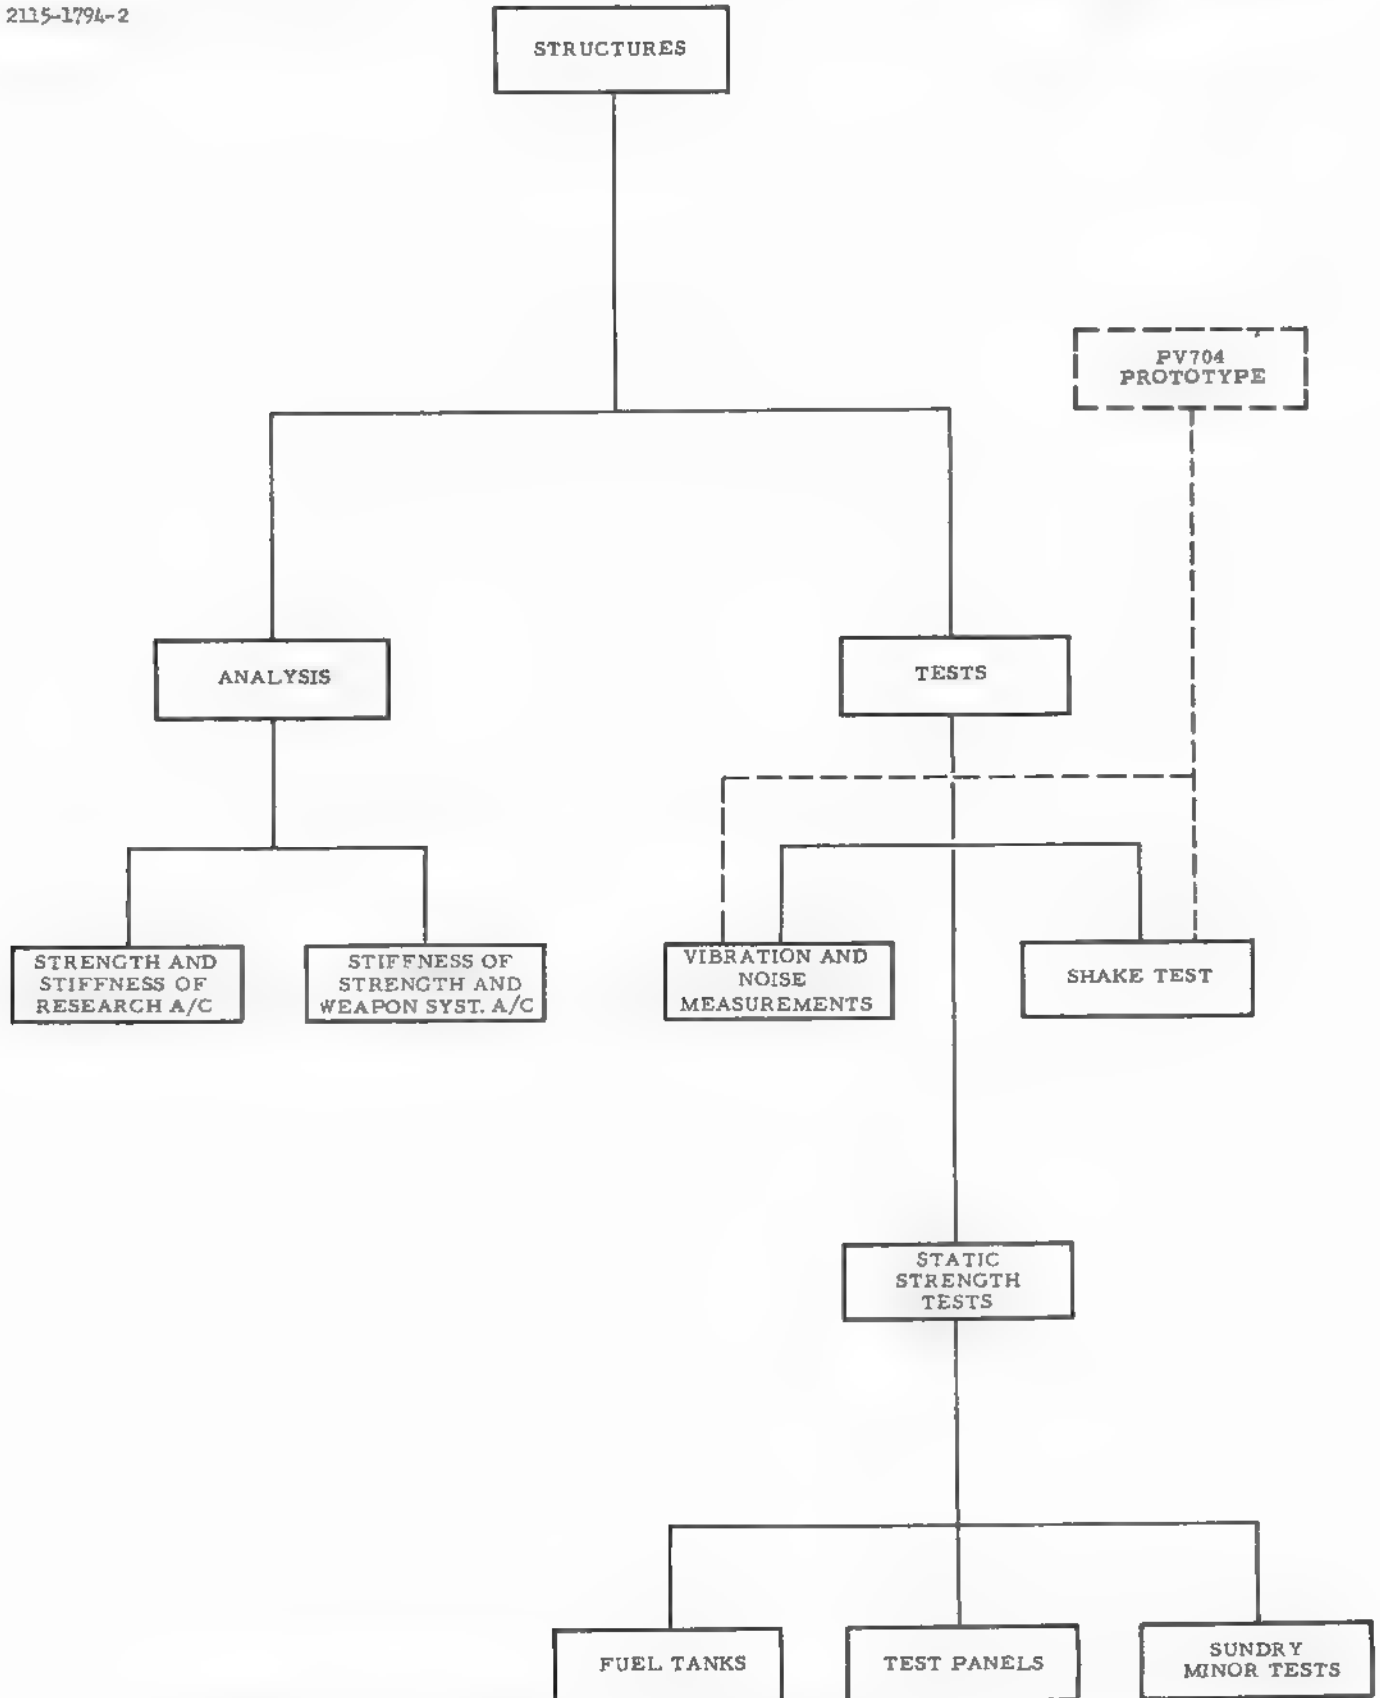 2115-1794-2
STRUCTURES
PV704
PROTOTYPE
ANALYSIS
TESTS
STRENGTH AND
STIFFNESS OF
RESEARCH A/C
STIFFNESS OF
STRENGTH AND
WEAPON SYST. A/C
VIBRATION AND
NOISE
MEASUREMENTS
SHAKE TEST
STATIC
STRENGTH
TESTS
FUEL TANKS
TEST PANELS
SUNDRY
MINOR TESTS